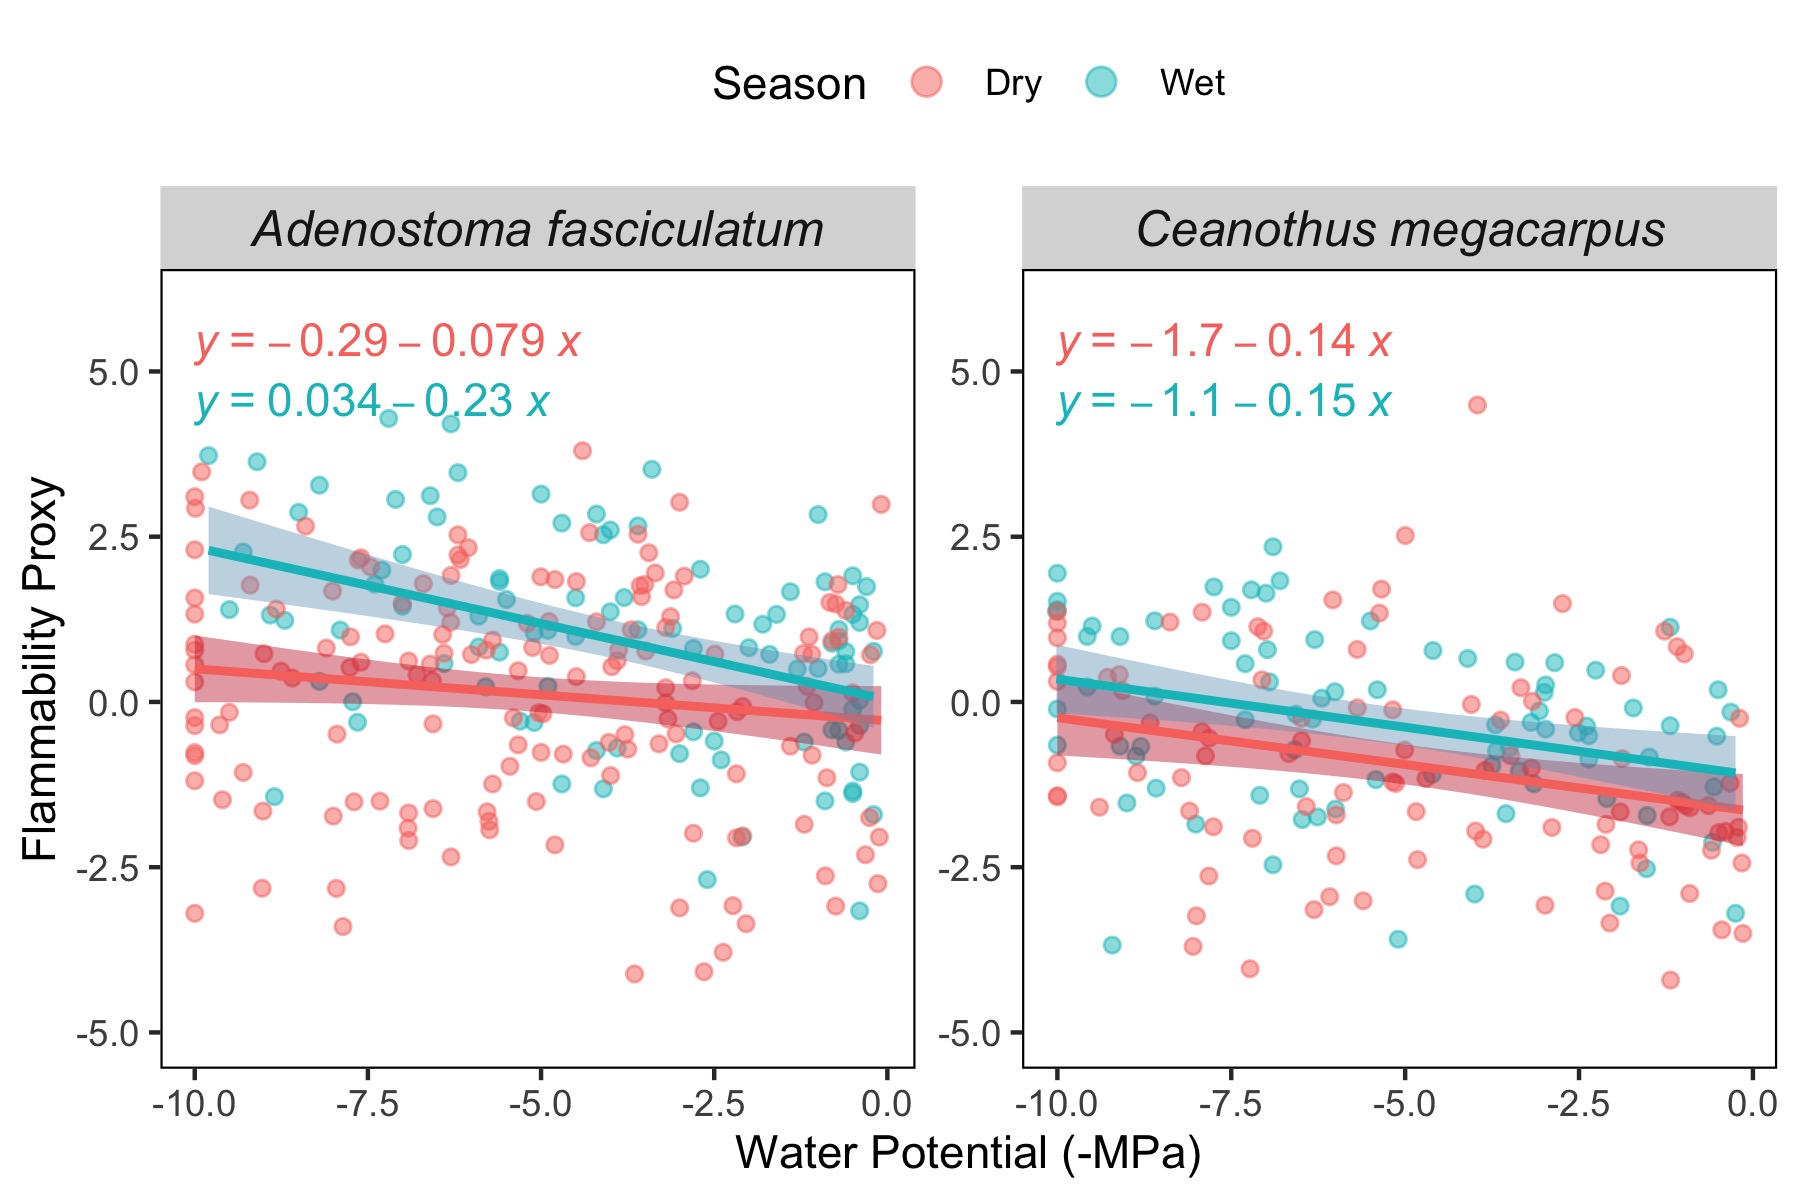 Season Dry Wet
Adenostoma fasciculatum
Ceanothus megacarpus
y = − 0.29 − 0.079 x
y = 0.034 − 0.23 x
y = − 1.7 − 0.14 x
y = − 1.1 − 0.15 x
Flammability Proxy
5.0
2.5
0.0
-2.5
-5.0
5.0
2.5
0.0
-2.5
-5.0
-10.0 -7.5 -5.0 -2.5 0.0
-10.0 -7.5 -5.0 -2.5 0.0
Water Potential (-MPa)